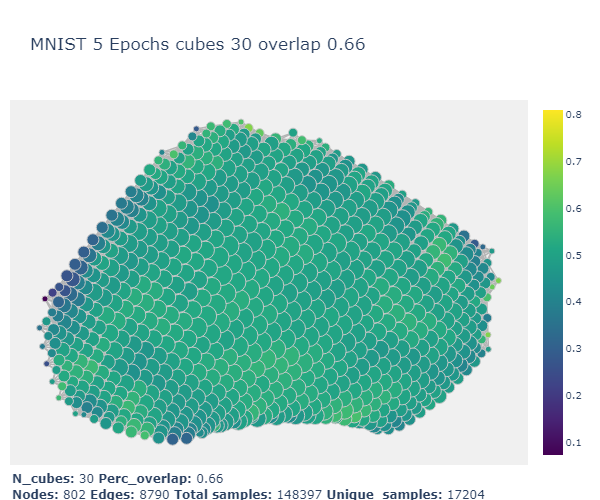 MNIST 5 Epochs cubes 30 overlap 0.66
0.8
0.7
0.6
0.5
0.4
0.3
0.2
0.1
N_cubes: 30 Perc_overlap: 0.66
Nodes: 802 Edges: 8790 Total samples: 148397 Unique_samples: 17204